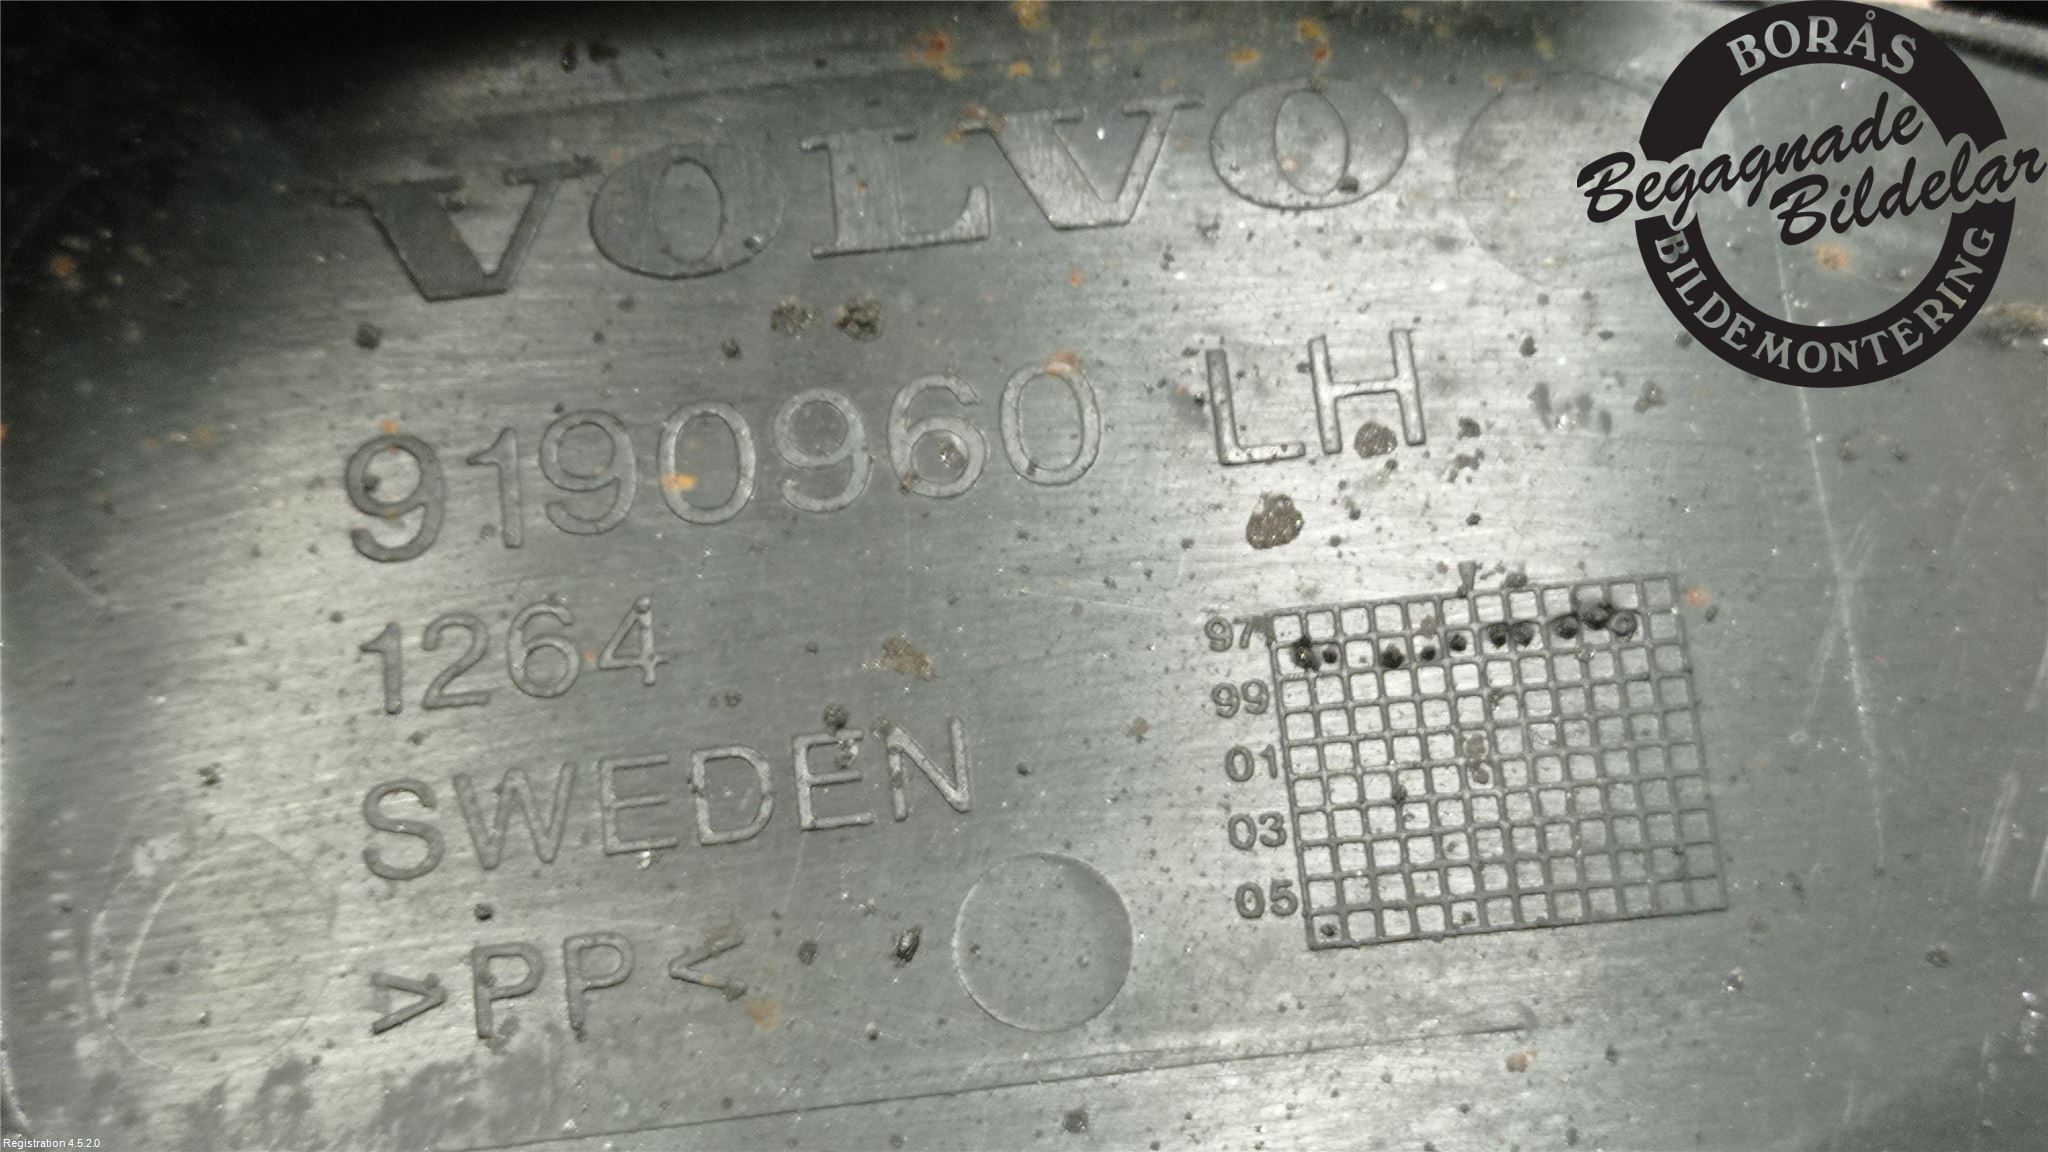 VOLVO
9190960 LH
1264
SWEDEN
>PP<
97
99
01
03
05
BORÅS
Begagnade
Bildelar
BILDEMONTERING
Registration 4.5.2.0